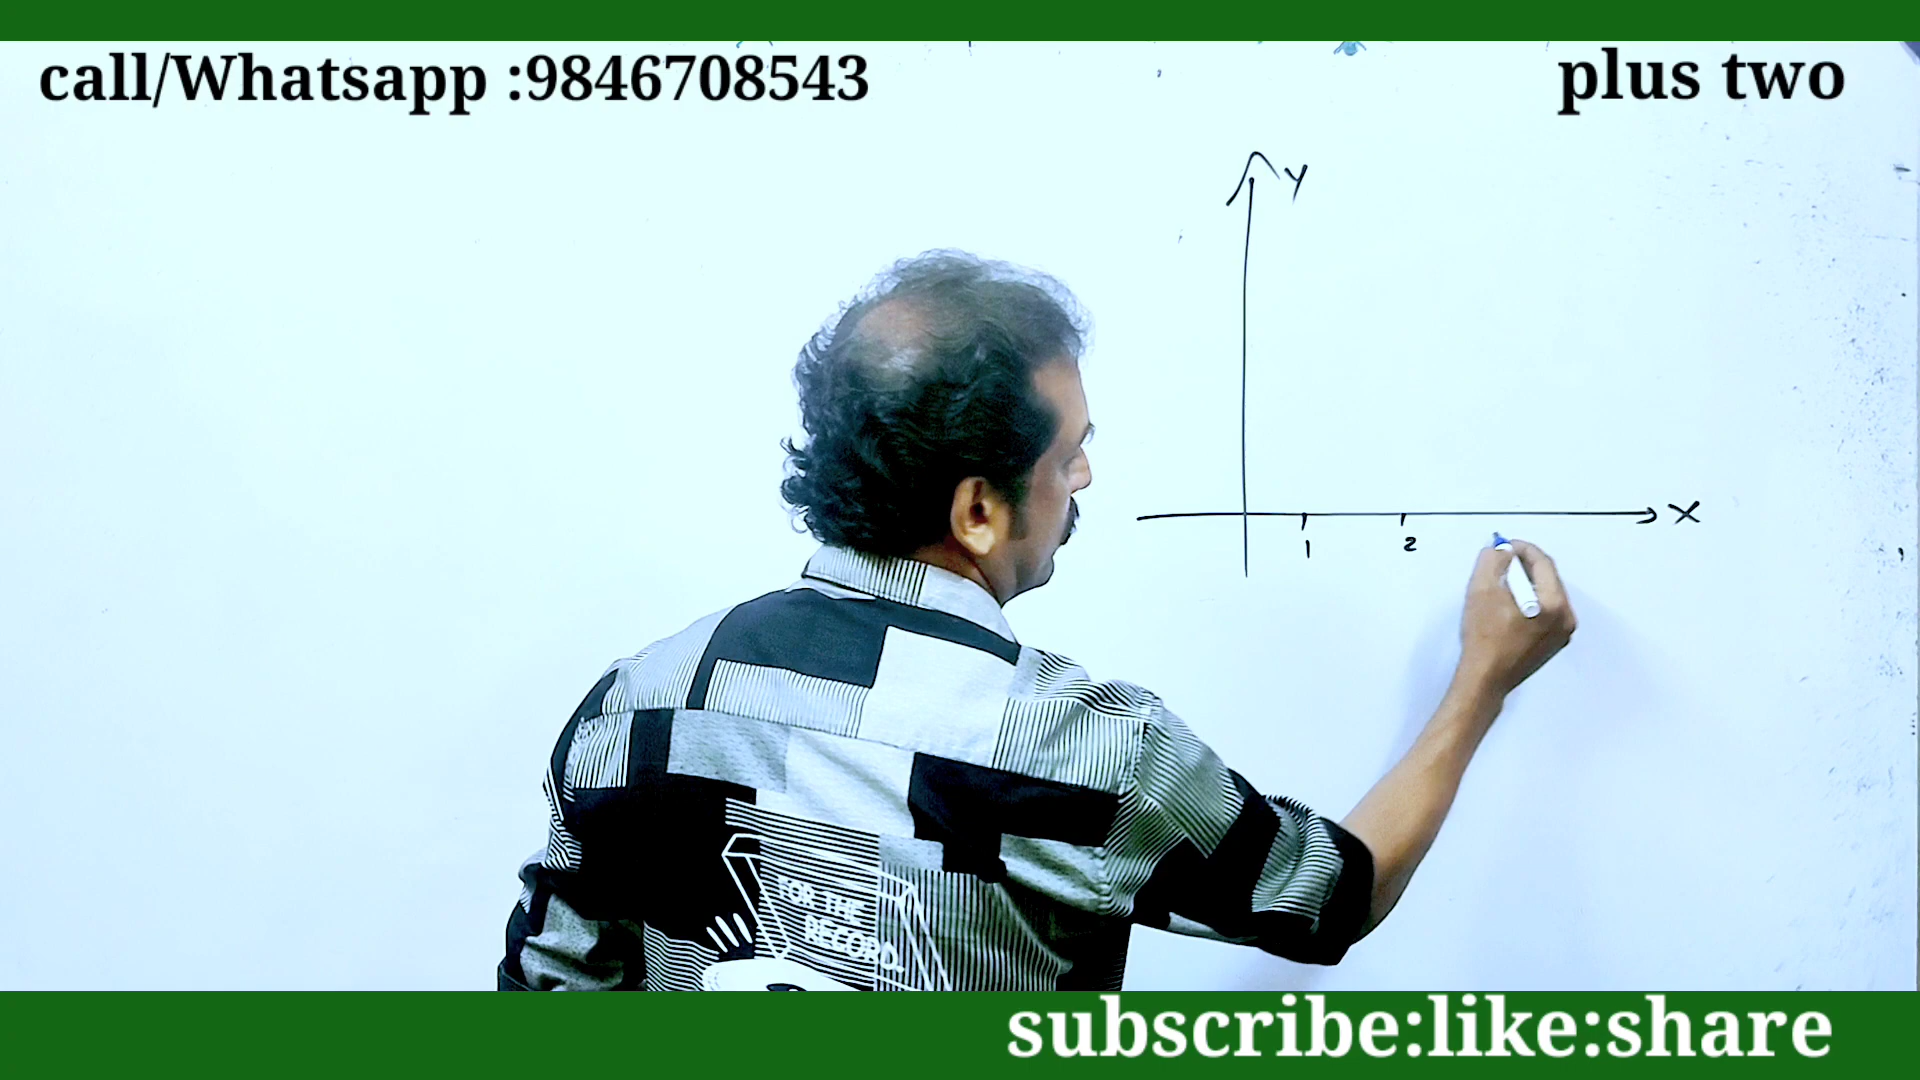 call/Whatsapp :9846708543
plus two
Y
X
1 2
FOR THE
RECORD.
subscribe:like:share